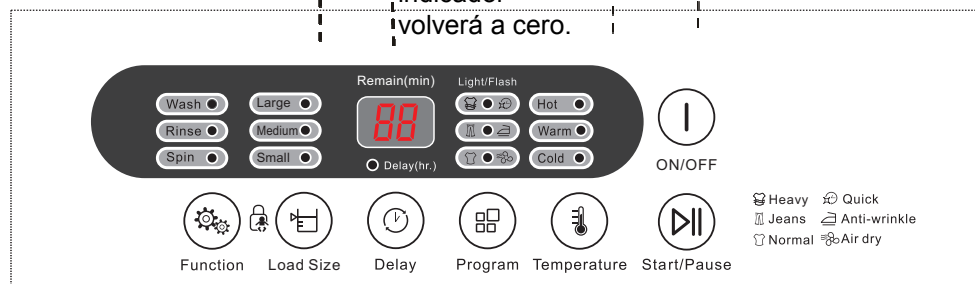 volverá a cero.
Remain(min) Light/Flash
Wash Large 88 Hot
Rinse Medium Warm
Spin Small Delay(hr.) Cold
ON/OFF
Heavy Quick
Jeans Anti-wrinkle
Normal Air dry
Function Load Size Delay Program Temperature Start/Pause